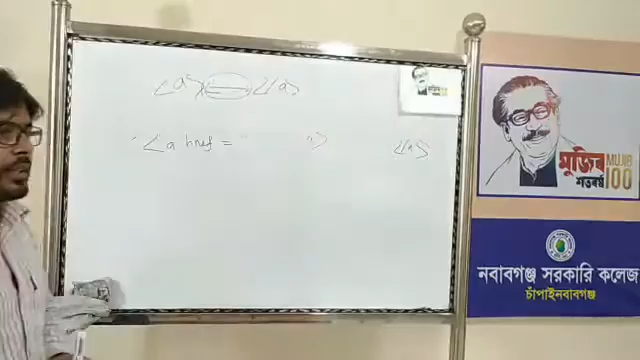 <a> </a>
<a href = " "> </a>
মুজিব MUJIB
শতবর্ষ 100
নবাবগঞ্জ সরকারি কলেজ
চাঁপাইনবাবগঞ্জ